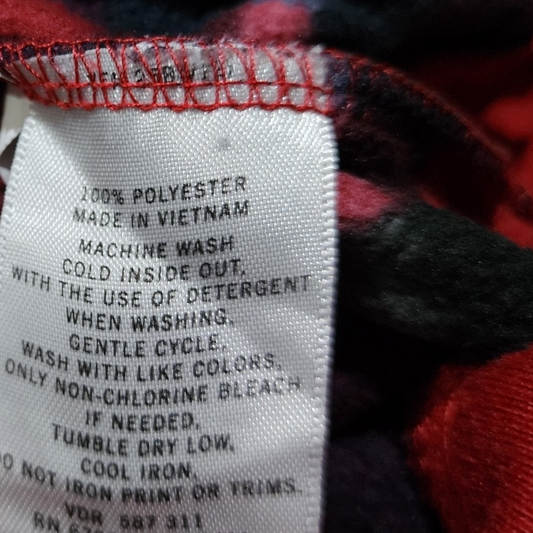 100% POLYESTER
MADE IN VIETNAM
MACHINE WASH
COLD INSIDE OUT,
WITH THE USE OF DETERGENT
WHEN WASHING.
GENTLE CYCLE.
WASH WITH LIKE COLORS.
ONLY NON-CHLORINE BLEACH
IF NEEDED.
TUMBLE DRY LOW.
COOL IRON.
DO NOT IRON PRINT OR TRIMS.
VDR 587 311
RN